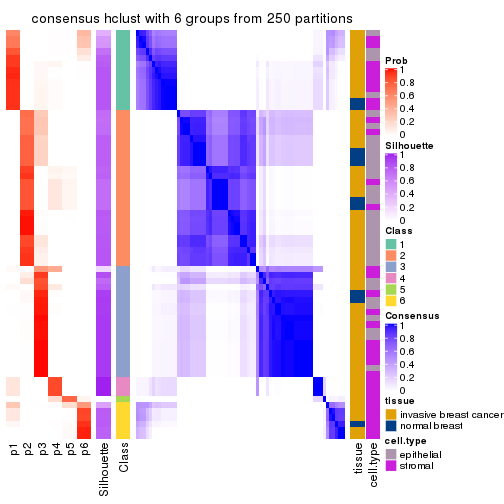 consensus hclust with 6 groups from 250 partitions
Prob
1
0.8
0.6
0.4
0.2
0
Silhouette
1
0.8
0.6
0.4
0.2
0
Class
1
2
3
4
5
6
Consensus
1
0.8
0.6
0.4
0.2
0
tissue
invasive breast cancer
normal breast
cell.type
epithelial
stromal
p1
p2
p3
p4
p5
p6
Silhouette
Class
tissue
cell.type